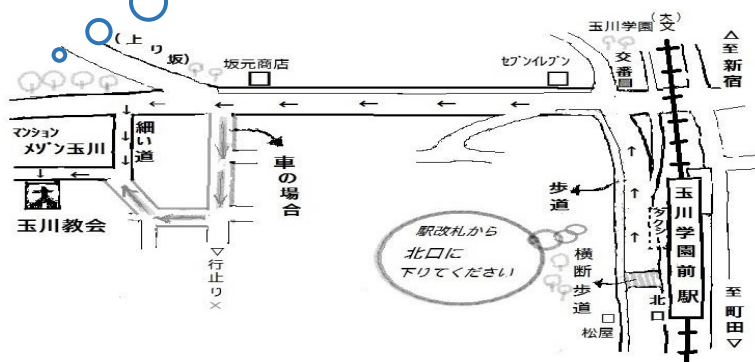 (上り坂)
坂元商店
セブンイレブン
玉川学園(文)
(大)
交番
△至新宿
マンション
メゾン玉川
細い道
車の場合
玉川教会
▽行止り×
駅改札から
北口に
下りてください
歩道
タクシー
玉川学園前駅
横断歩道
北口
松屋
至町田▽